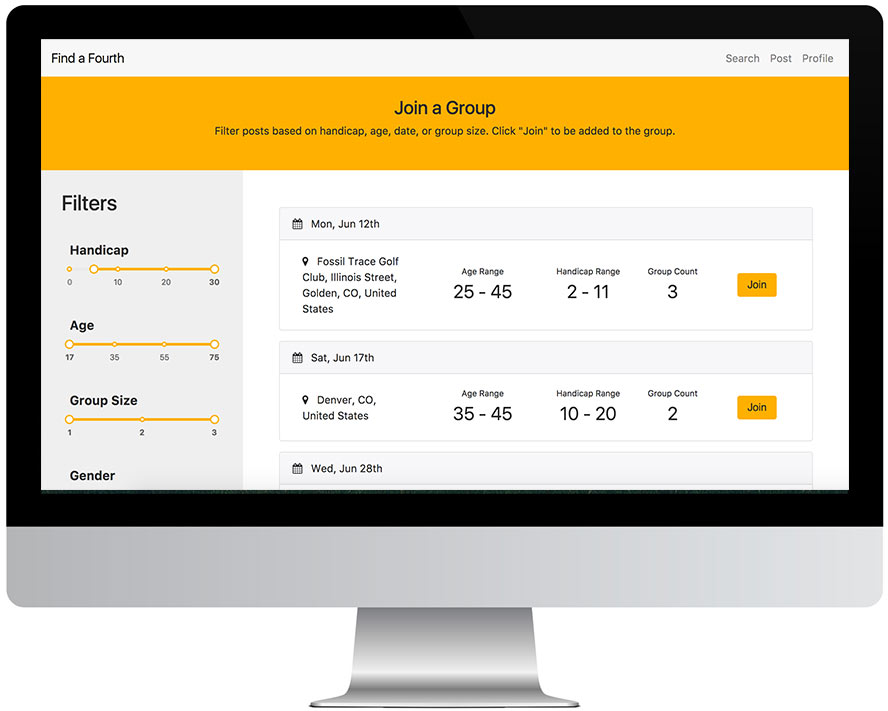 Find a Fourth
Search Post Profile
Join a Group
Filter posts based on handicap, age, date, or group size. Click "Join" to be added to the group.
Filters
Handicap
0 10 20 30
Age
17 35 55 75
Group Size
1 2 3
Gender
Mon, Jun 12th
Fossil Trace Golf
Club, Illinois Street,
Golden, CO, United
States
Age Range
25 - 45
Handicap Range
2 - 11
Group Count
3
Join
Sat, Jun 17th
Denver, CO,
United States
Age Range
35 - 45
Handicap Range
10 - 20
Group Count
2
Join
Wed, Jun 28th